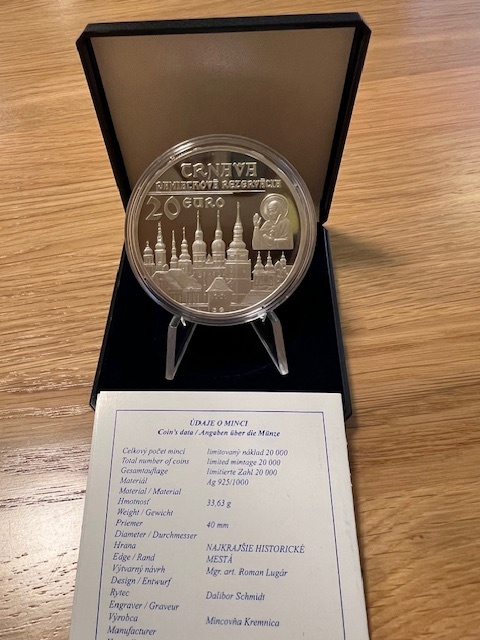 TRNAVA
PAMIATKOVÁ REZERVÁCIA
20 EURO
ÚDAJE O MINCI
Coin's data / Angaben über die Münze
Celkový počet mincí limitovaný náklad 20 000
Total number of coins limited mintage 20 000
Gesamtauflage limitierte Zahl 20 000
Materiál Ag 925/1000
Material / Material
Hmotnosť 33,63 g
Weight / Gewicht
Priemer 40 mm
Diameter / Durchmesser
Hrana NAJKRAJŠIE HISTORICKÉ
Edge / Rand MESTÁ
Výtvarný návrh Mgr. art. Roman Lugár
Design / Entwurf
Rytec Dalibor Schmidt
Engraver / Graveur
Výrobca Mincovňa Kremnica
Manufacturer